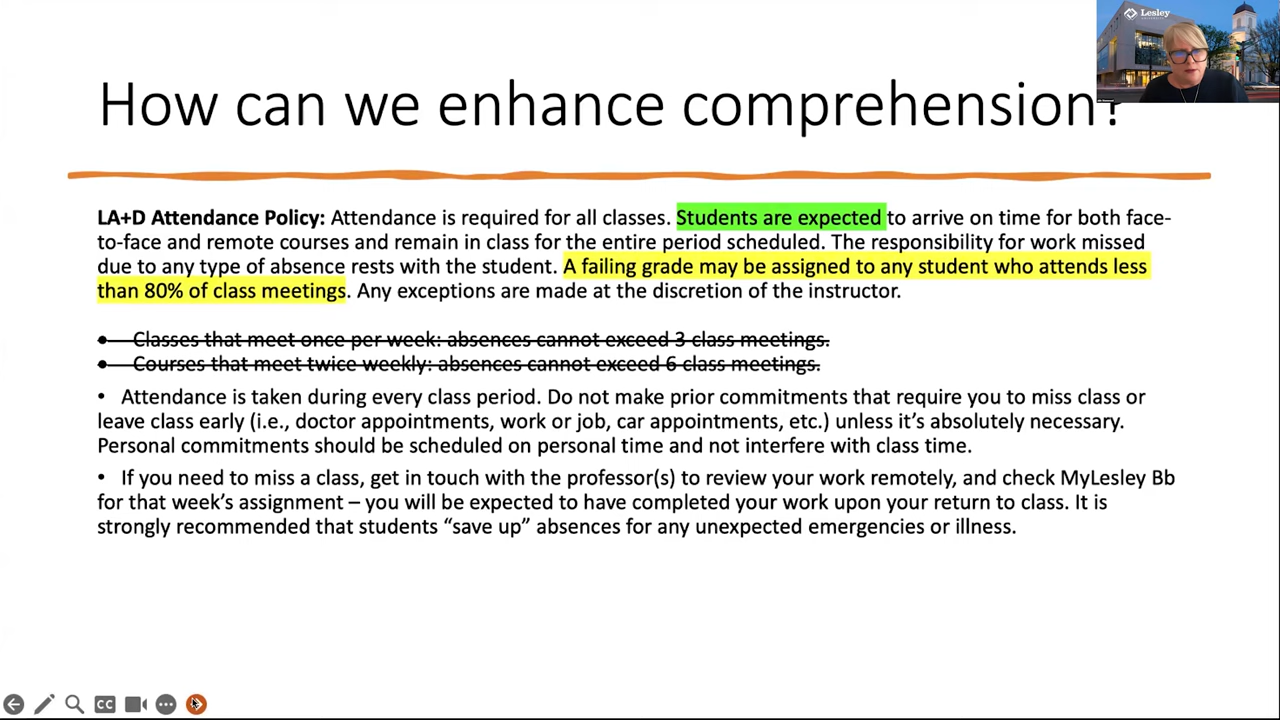 Lesley
UNIVERSITY
How can we enhance comprehension?
LA+D Attendance Policy: Attendance is required for all classes. Students are expected to arrive on time for both face-
to-face and remote courses and remain in class for the entire period scheduled. The responsibility for work missed
due to any type of absence rests with the student. A failing grade may be assigned to any student who attends less
than 80% of class meetings. Any exceptions are made at the discretion of the instructor.
• Classes that meet once per week: absences cannot exceed 3 class meetings.
• Courses that meet twice weekly: absences cannot exceed 6 class meetings.
• Attendance is taken during every class period. Do not make prior commitments that require you to miss class or
leave class early (i.e., doctor appointments, work or job, car appointments, etc.) unless it’s absolutely necessary.
Personal commitments should be scheduled on personal time and not interfere with class time.
• If you need to miss a class, get in touch with the professor(s) to review your work remotely, and check MyLesley Bb
for that week’s assignment – you will be expected to have completed your work upon your return to class. It is
strongly recommended that students “save up” absences for any unexpected emergencies or illness.
CC